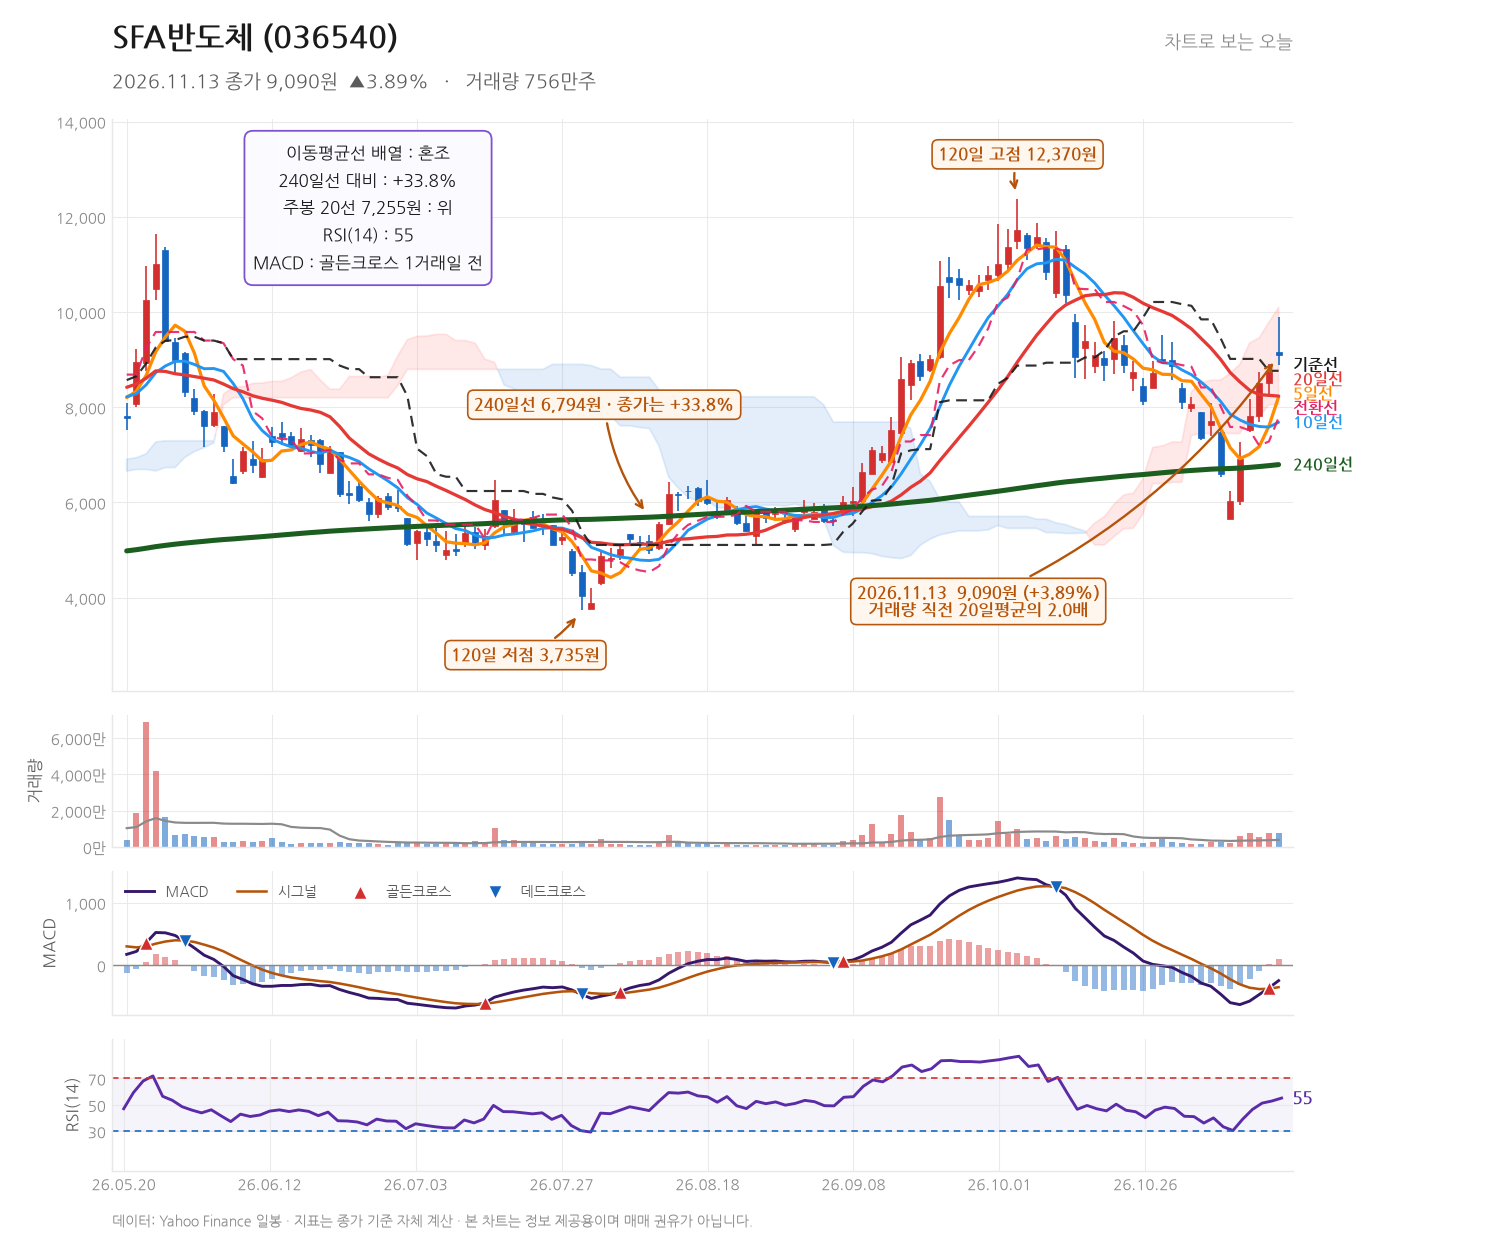 SFA반도체 (036540)
차트로 보는 오늘
2026.11.13 종가 9,090원 ▲3.89% · 거래량 756만주
14,000
12,000
10,000
8,000
6,000
4,000
이동평균선 배열 : 혼조
240일선 대비 : +33.8%
주봉 20선 7,255원 : 위
RSI(14) : 55
MACD : 골든크로스 1거래일 전
120일 고점 12,370원
240일선 6,794원 · 종가는 +33.8%
120일 저점 3,735원
2026.11.13 9,090원 (+3.89%)
거래량 직전 20일평균의 2.0배
기준선
20일선
5일선
전환선
10일선
240일선
거래량
6,000만
4,000만
2,000만
0만
MACD
MACD
시그널
골든크로스
데드크로스
1,000
0
RSI(14)
70
50
30
55
26.05.20
26.06.12
26.07.03
26.07.27
26.08.18
26.09.08
26.10.01
26.10.26
데이터: Yahoo Finance 일봉 · 지표는 종가 기준 자체 계산 · 본 차트는 정보 제공용이며 매매 권유가 아닙니다.